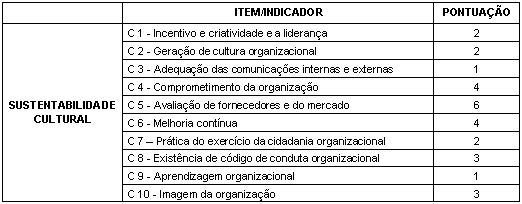 ITEM/INDICADOR PONTUAÇÃO
SUSTENTABILIDADE CULTURAL
C 1 - Incentivo e criatividade e a liderança 2
C 2 - Geração de cultura organizacional 2
C 3 - Adequação das comunicações internas e externas 1
C 4 - Comprometimento da organização 4
C 5 - Avaliação de fornecedores e do mercado 6
C 6 - Melhoria contínua 4
C 7 – Prática do exercício da cidadania organizacional 2
C 8 - Existência de código de conduta organizacional 3
C 9 - Aprendizagem organizacional 1
C 10 - Imagem da organização 3